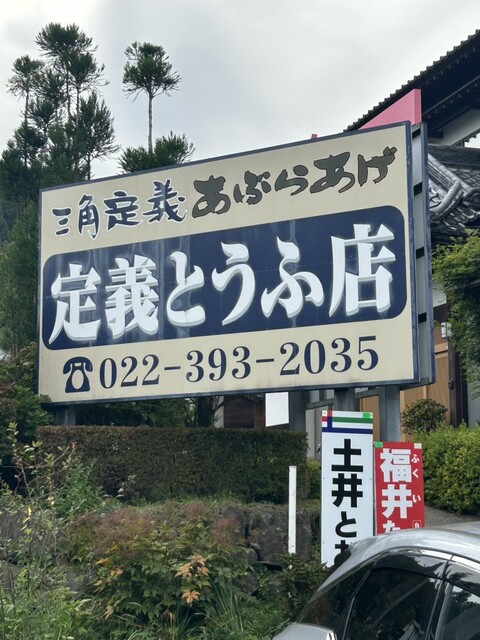 三角定義あぶらあげ
定義とうふ店
☎022-393-2035
土井と
福井
ふくい